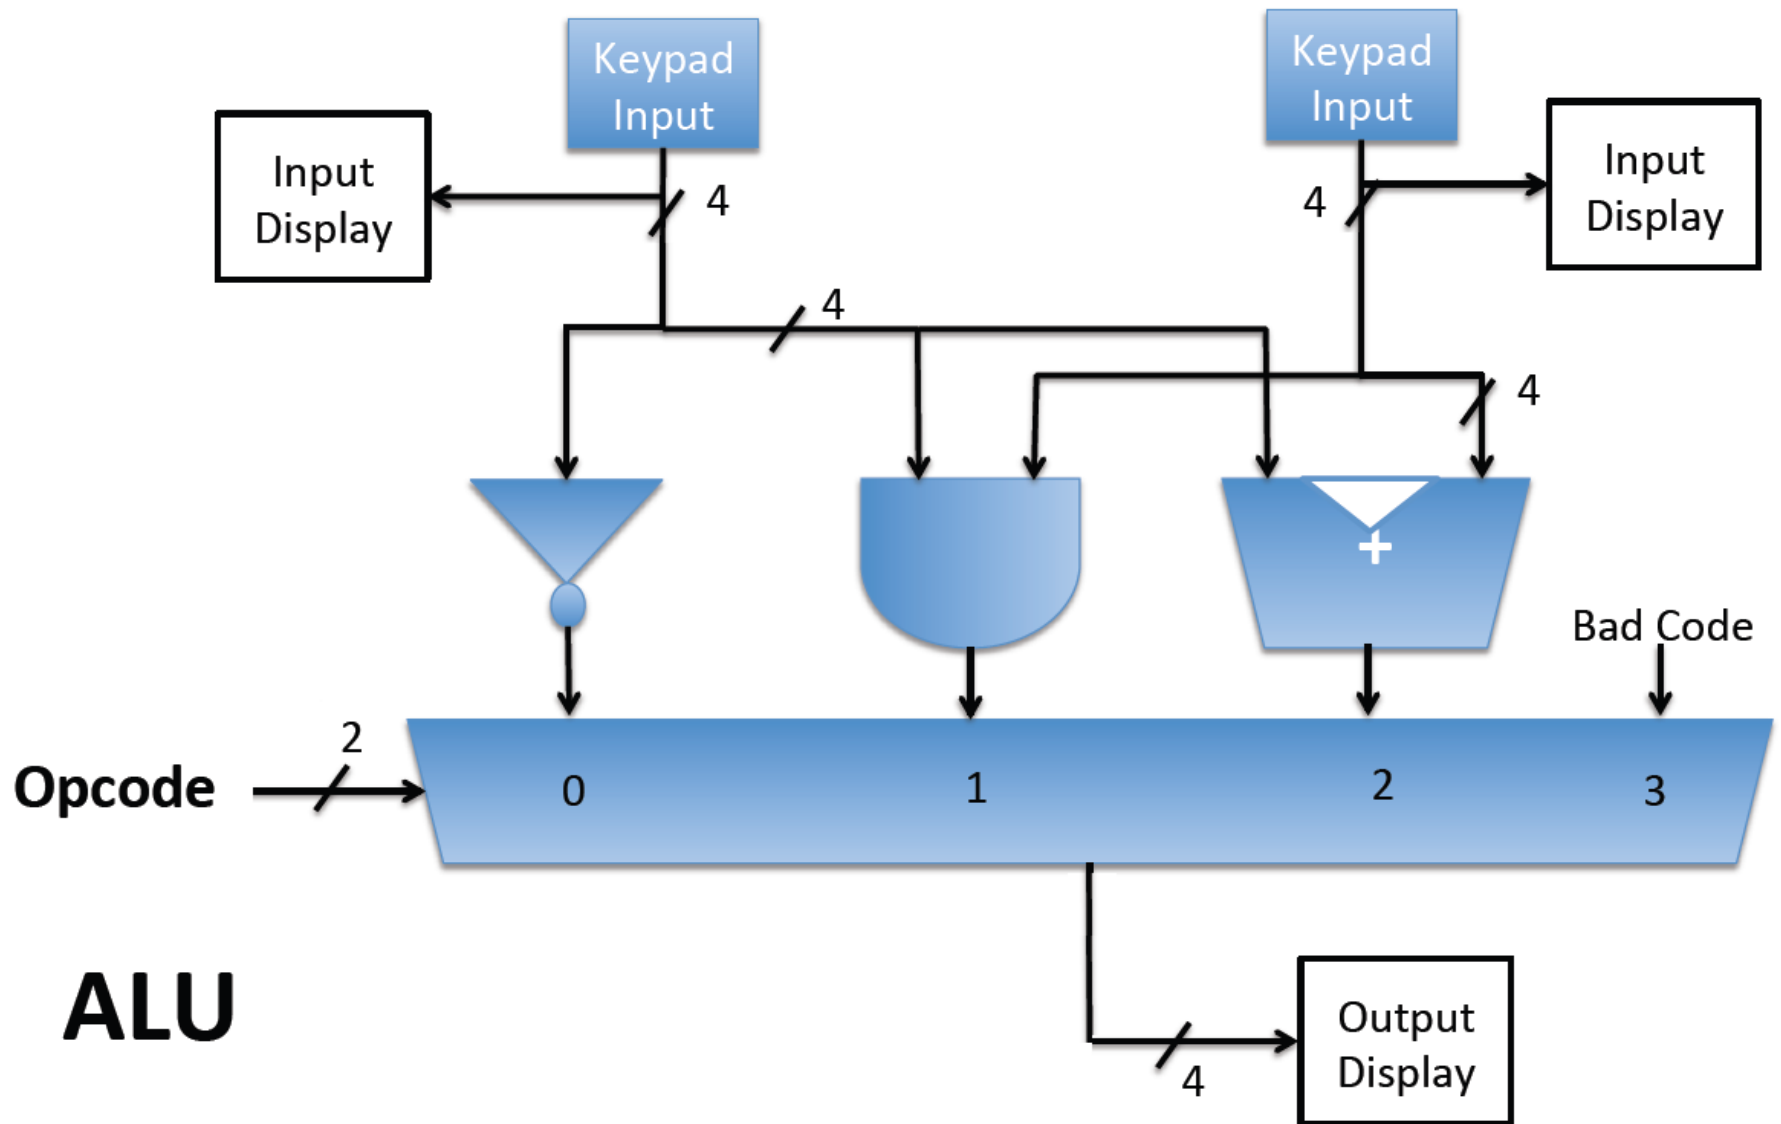 Keypad
Input
Keypad
Input
Input
Display
4
4
Input
Display
4
4
+
Bad Code
2
Opcode
0
1
2
3
ALU
Output
Display
4